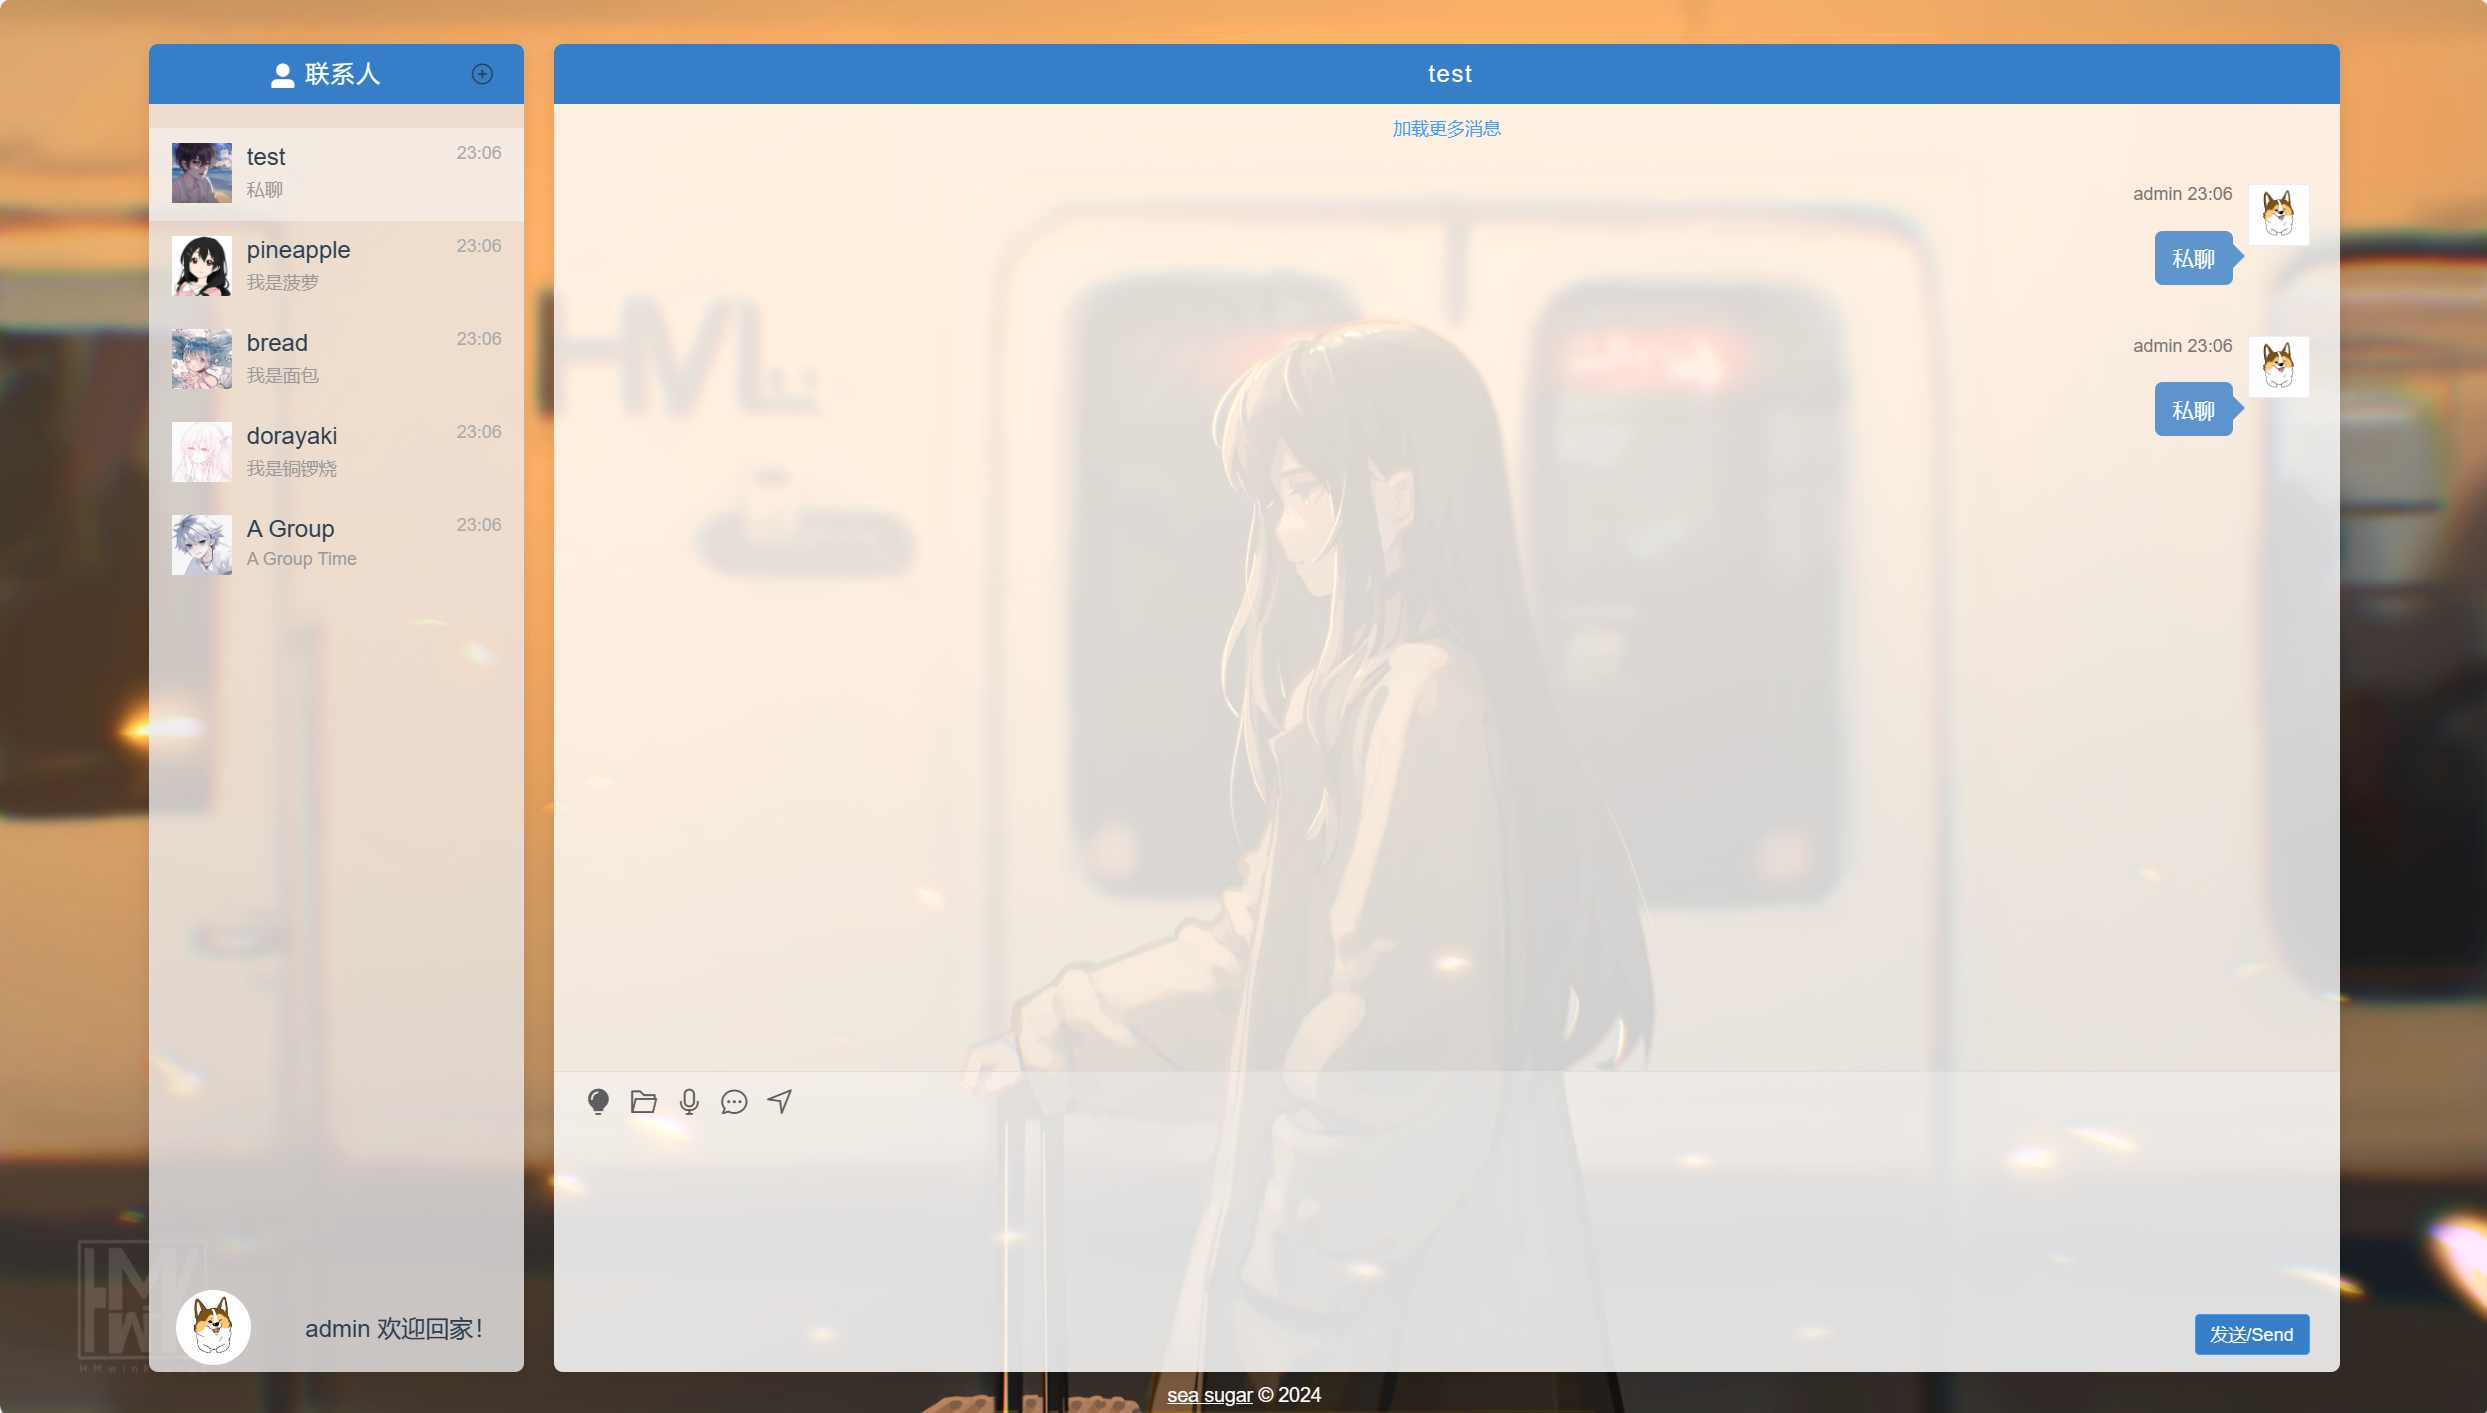 联系人
test
23:06
私聊
pineapple
23:06
我是菠萝
bread
23:06
我是面包
dorayaki
23:06
我是铜锣烧
A Group
23:06
A Group Time
admin 欢迎回家！
test
加载更多消息
admin 23:06
私聊
admin 23:06
私聊
发送/Send
sea sugar © 2024